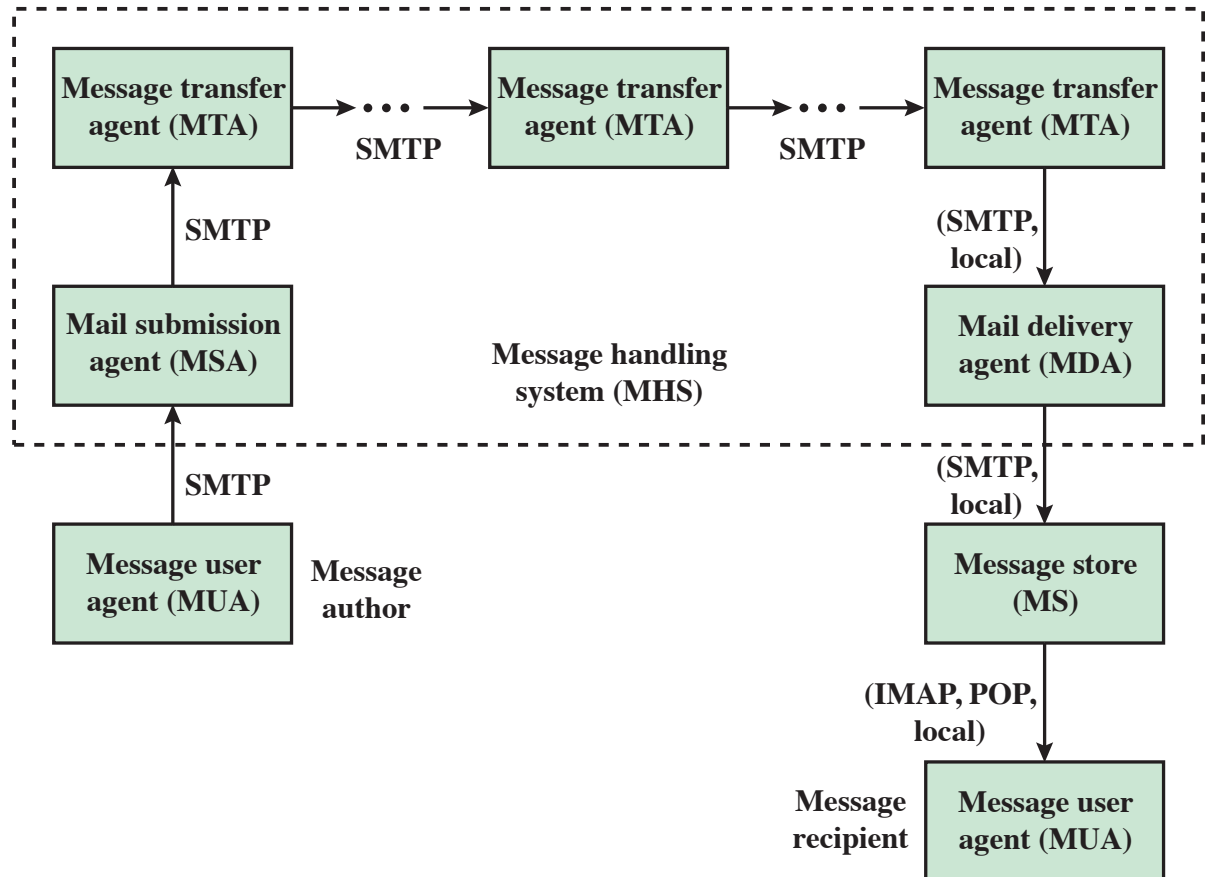 Message transfer
agent (MTA)
SMTP
Message transfer
agent (MTA)
SMTP
Message transfer
agent (MTA)
SMTP
(SMTP,
local)
Mail submission
agent (MSA)
Message handling
system (MHS)
Mail delivery
agent (MDA)
SMTP
(SMTP,
local)
Message user
agent (MUA)
Message
author
Message store
(MS)
(IMAP, POP,
local)
Message
recipient
Message user
agent (MUA)